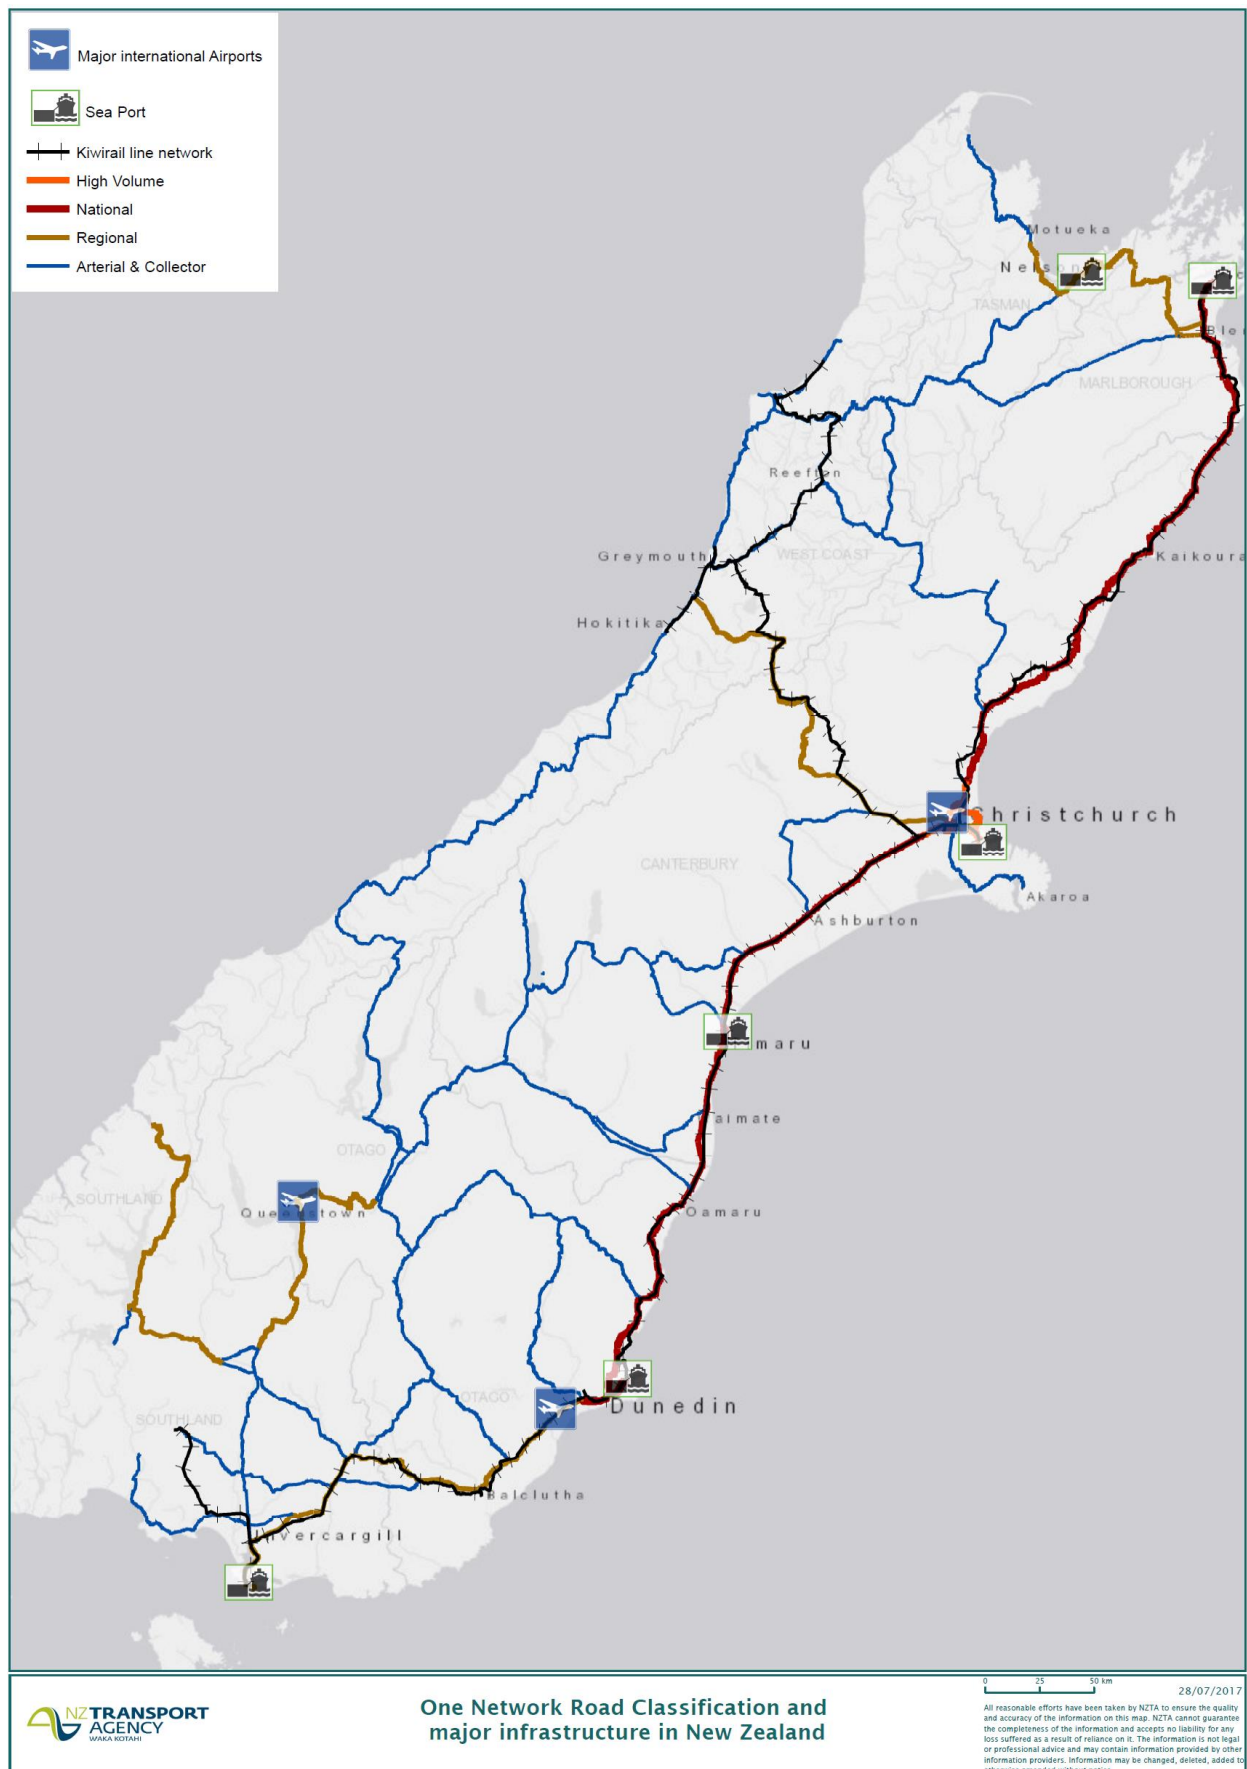 Major international Airports
Sea Port
Kiwirail line network
High Volume
National
Regional
Arterial & Collector
Motueka
Nels
TASMAN
Ble
MARLBOROUGH
Reefton
Greymouth
WEST COAST
Kaikoura
Hokitika
Christchurch
CANTERBURY
Akaroa
Ashburton
maru
aimate
OTAGO
SOUTHLAND
Queenstown
Oamaru
OTAGO
Dunedin
SOUTHLAND
Balclutha
Invercargill
0 25 50 km
28/07/2017
NZTRANSPORT
AGENCY
WAKA KOTAHI
One Network Road Classification and
major infrastructure in New Zealand
All reasonable efforts have been taken by NZTA to ensure the quality
and accuracy of the information on this map. NZTA cannot guarantee
the completeness of the information and accepts no liability for any
loss suffered as a result of reliance on it. The information is not legal
or professional advice and may contain information provided by other
information providers. Information may be changed, deleted, added to